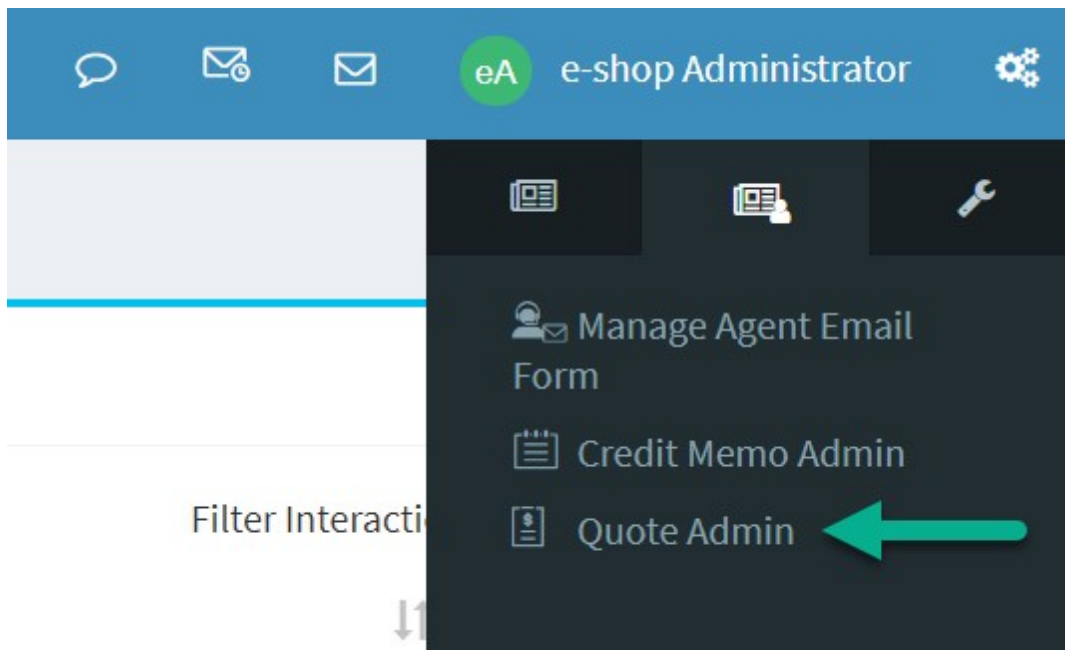 eA e-shop Administrator
Manage Agent Email
Form
Credit Memo Admin
Filter Interacti
Quote Admin